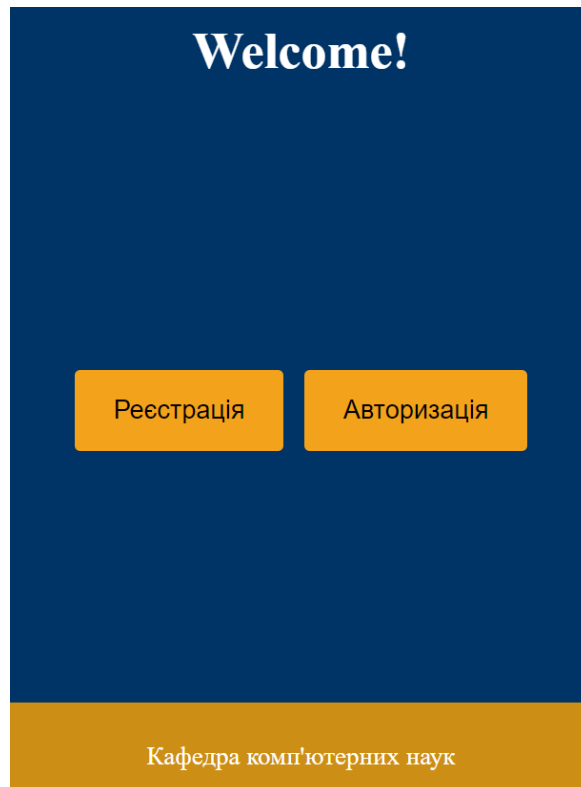 Welcome!
Реєстрація Авторизація
Кафедра комп'ютерних наук